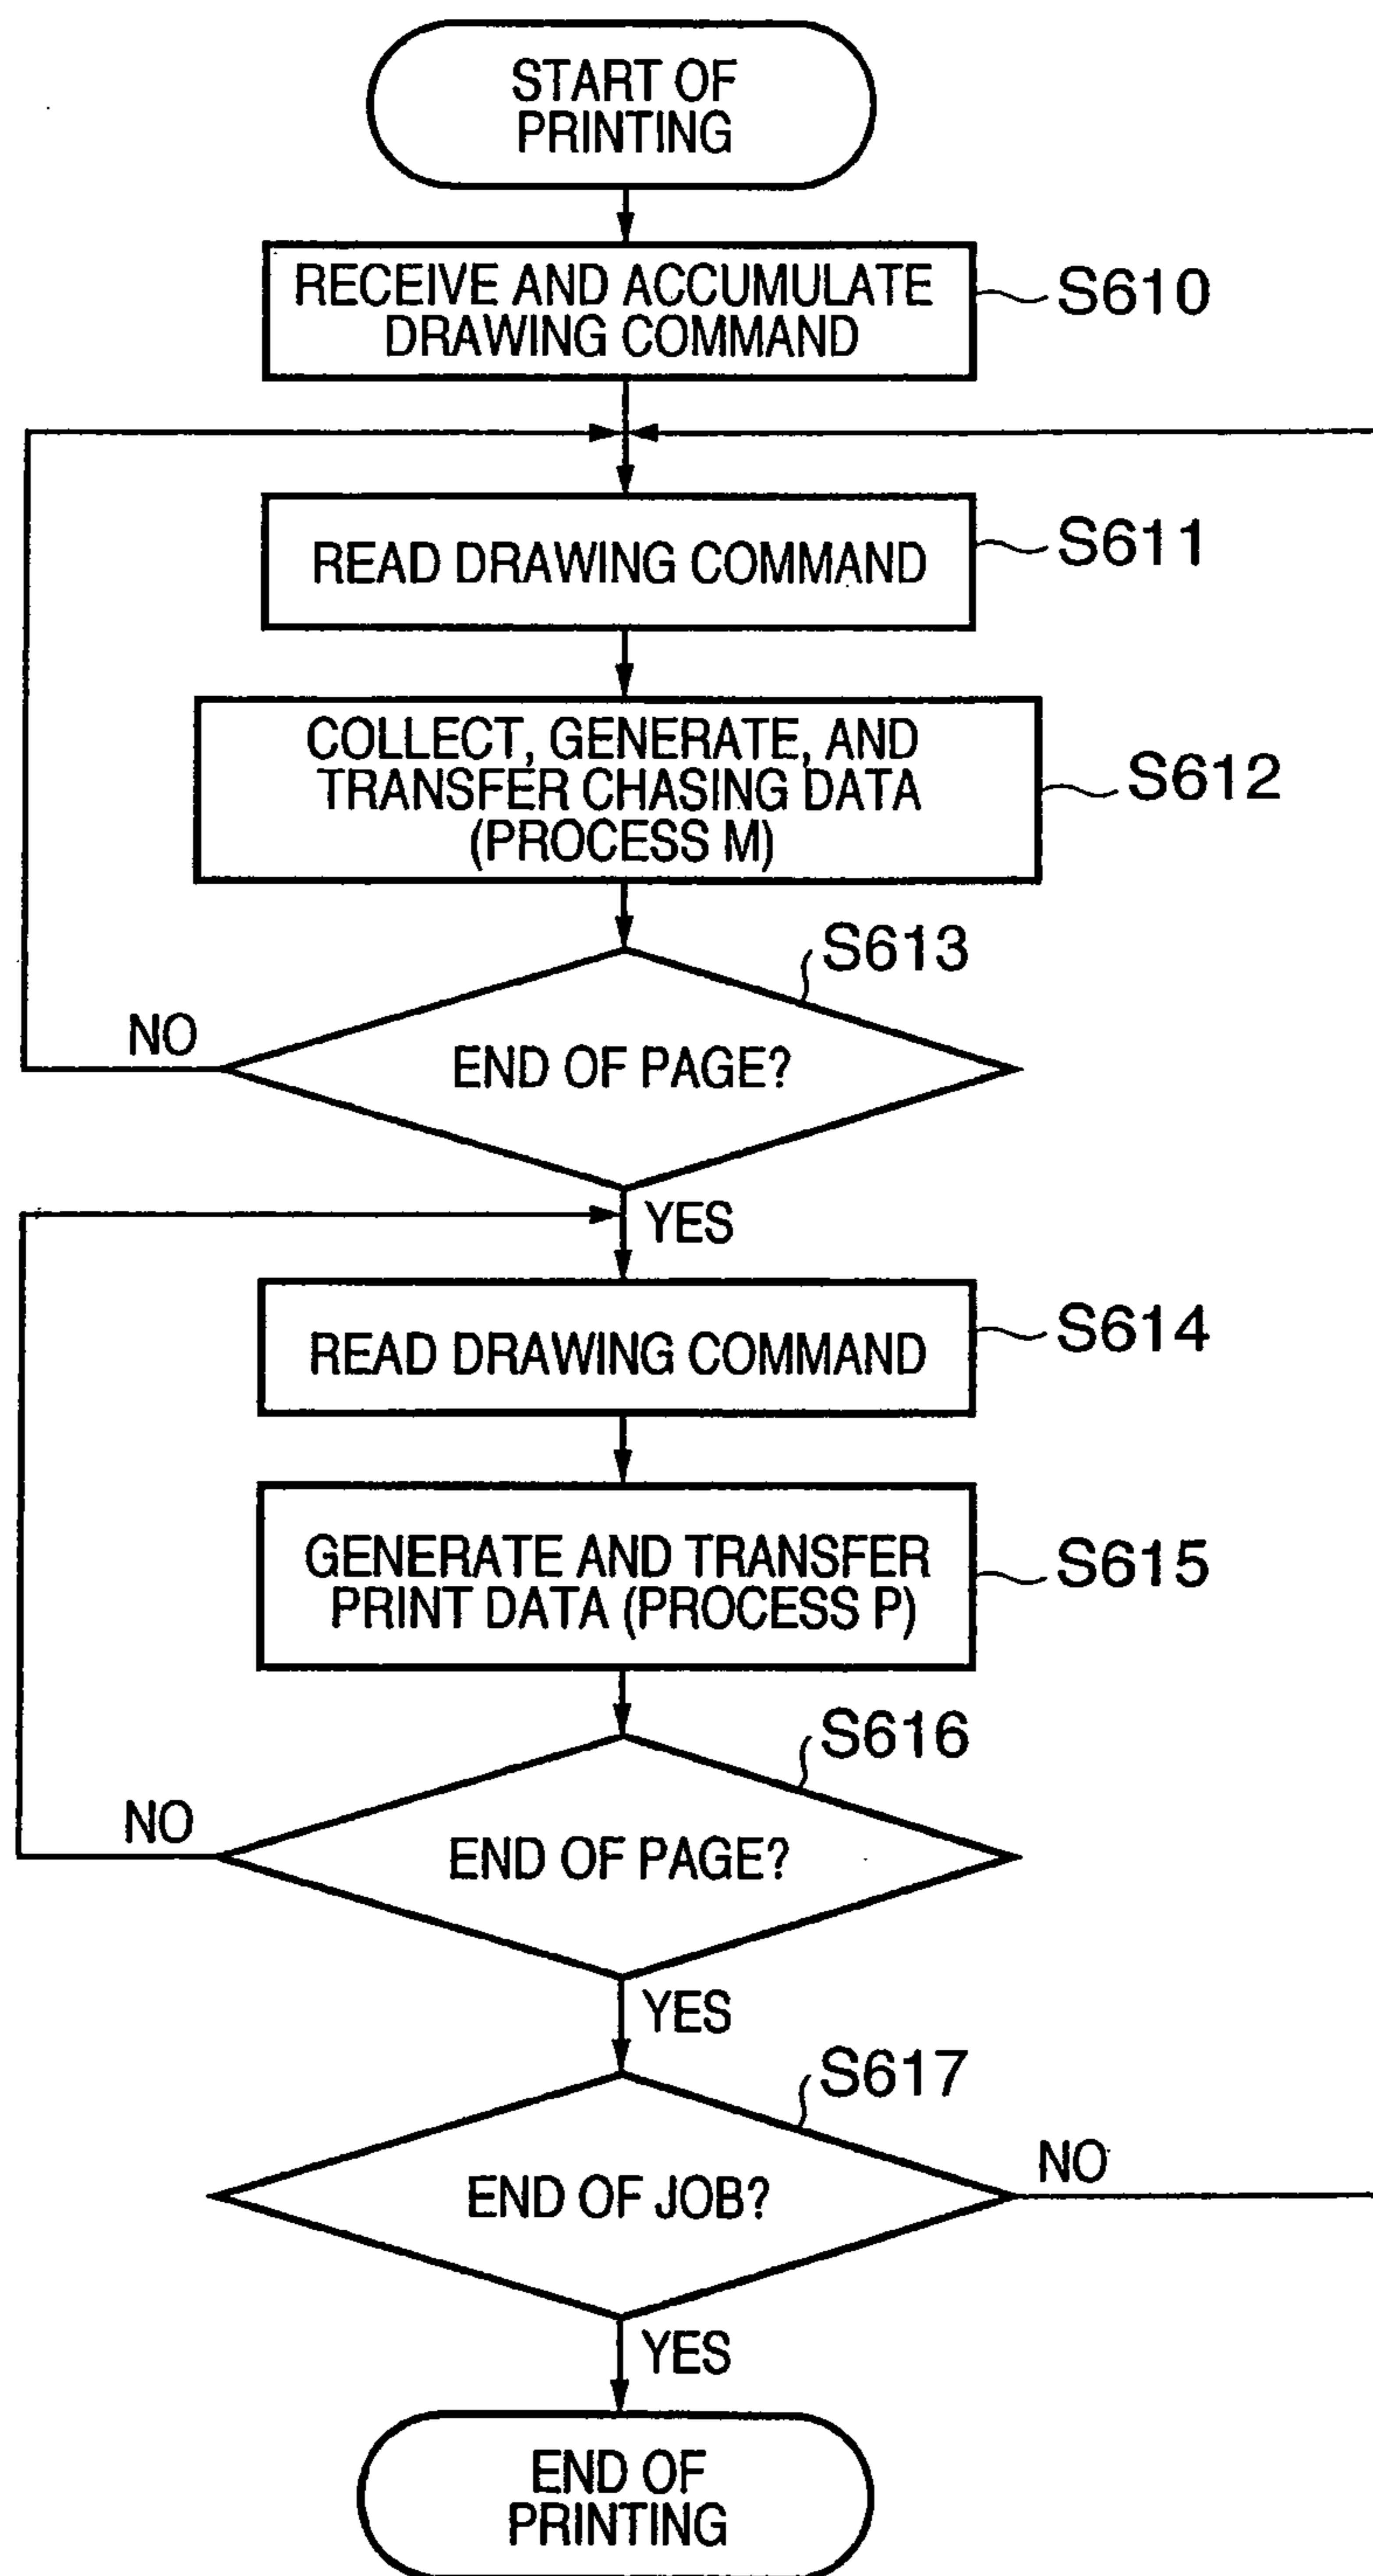 START OF
PRINTING
RECEIVE AND ACCUMULATE
DRAWING COMMAND
S610
READ DRAWING COMMAND
S611
COLLECT, GENERATE, AND
TRANSFER CHASING DATA
(PROCESS M)
S612
S613
NO
END OF PAGE?
YES
READ DRAWING COMMAND
S614
GENERATE AND TRANSFER
PRINT DATA (PROCESS P)
S615
S616
NO
END OF PAGE?
YES
S617
END OF JOB?
NO
YES
END OF
PRINTING